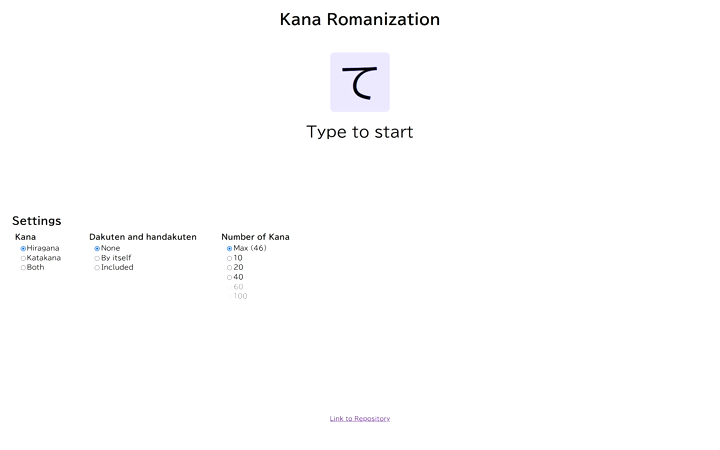 Kana Romanization
て
Type to start
Settings
Kana
Hiragana
Katakana
Both
Dakuten and handakuten
None
By itself
Included
Number of Kana
Max (46)
10
20
40
60
100
Link to Repository